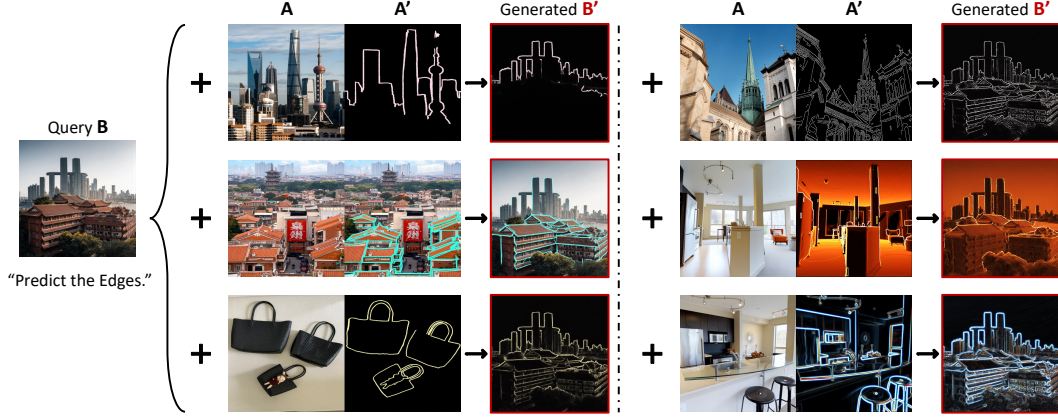 A A’ Generated B’ A A’ Generated B’
Query B
“Predict the Edges.”